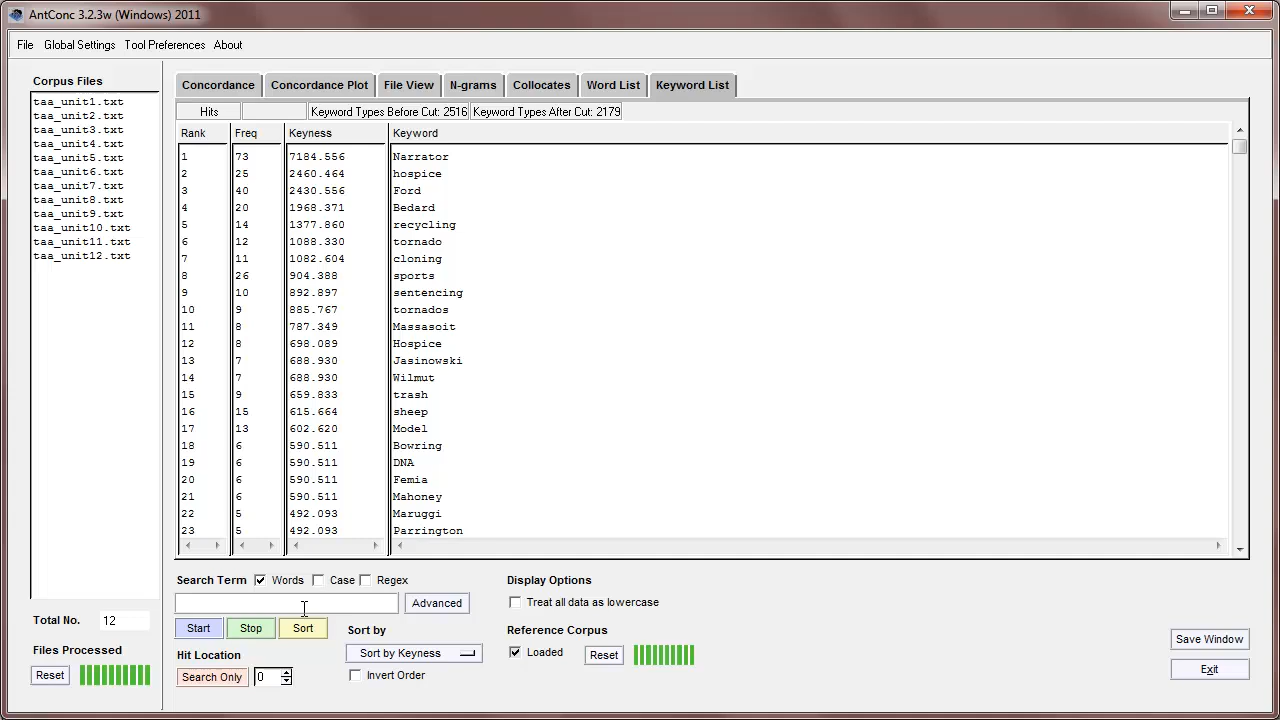 AntConc 3.2.3w (Windows) 2011
File Global Settings Tool Preferences About
Corpus Files
taa_unit1.txt
taa_unit2.txt
taa_unit3.txt
taa_unit4.txt
taa_unit5.txt
taa_unit6.txt
taa_unit7.txt
taa_unit8.txt
taa_unit9.txt
taa_unit10.txt
taa_unit11.txt
taa_unit12.txt
Total No. 12
Files Processed
Reset
Concordance Concordance Plot File View N-grams Collocates Word List Keyword List
Hits Keyword Types Before Cut: 2516 Keyword Types After Cut: 2179
Rank Freq Keyness Keyword
1 73 7184.556 Narrator
2 25 2460.464 hospice
3 40 2430.556 Ford
4 20 1968.371 Bedard
5 14 1377.860 recycling
6 12 1088.330 tornado
7 11 1082.604 cloning
8 26 904.388 sports
9 10 892.897 sentencing
10 9 885.767 tornados
11 8 787.349 Massasoit
12 8 698.089 Hospice
13 7 688.930 Jasinowski
14 7 688.930 Wilmut
15 9 659.833 trash
16 15 615.664 sheep
17 13 602.620 Model
18 6 590.511 Bowring
19 6 590.511 DNA
20 6 590.511 Femia
21 6 590.511 Mahoney
22 5 492.093 Maruggi
23 5 492.093 Parrington
Search Term Words Case Regex
Advanced
Start Stop Sort
Hit Location
Search Only 0
Sort by
Sort by Keyness
Invert Order
Display Options
Treat all data as lowercase
Reference Corpus
Loaded Reset
Save Window
Exit